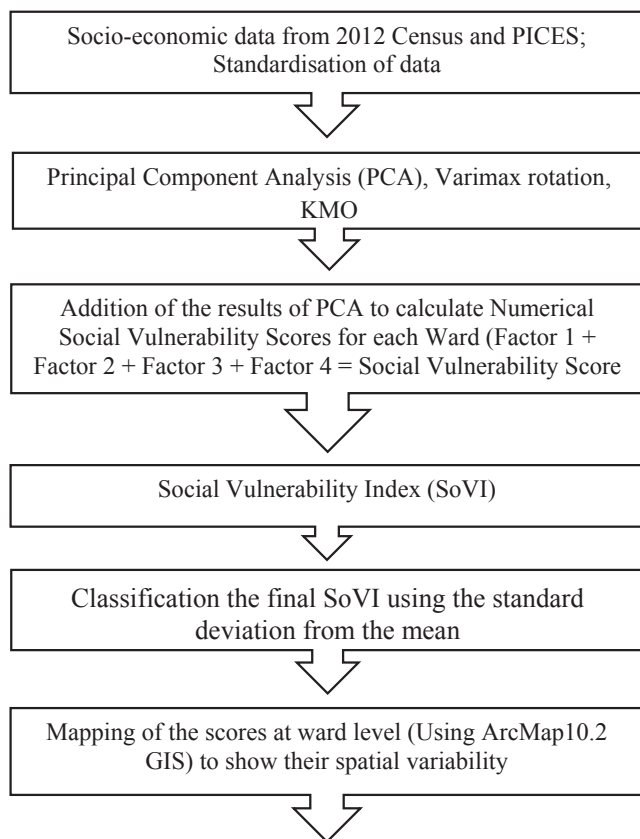 Socio-economic data from 2012 Census and PICES;
Standardisation of data
Principal Component Analysis (PCA), Varimax rotation,
KMO
Addition of the results of PCA to calculate Numerical
Social Vulnerability Scores for each Ward (Factor 1 +
Factor 2 + Factor 3 + Factor 4 = Social Vulnerability Score
Social Vulnerability Index (SoVI)
Classification the final SoVI using the standard
deviation from the mean
Mapping of the scores at ward level (Using ArcMap10.2
GIS) to show their spatial variability